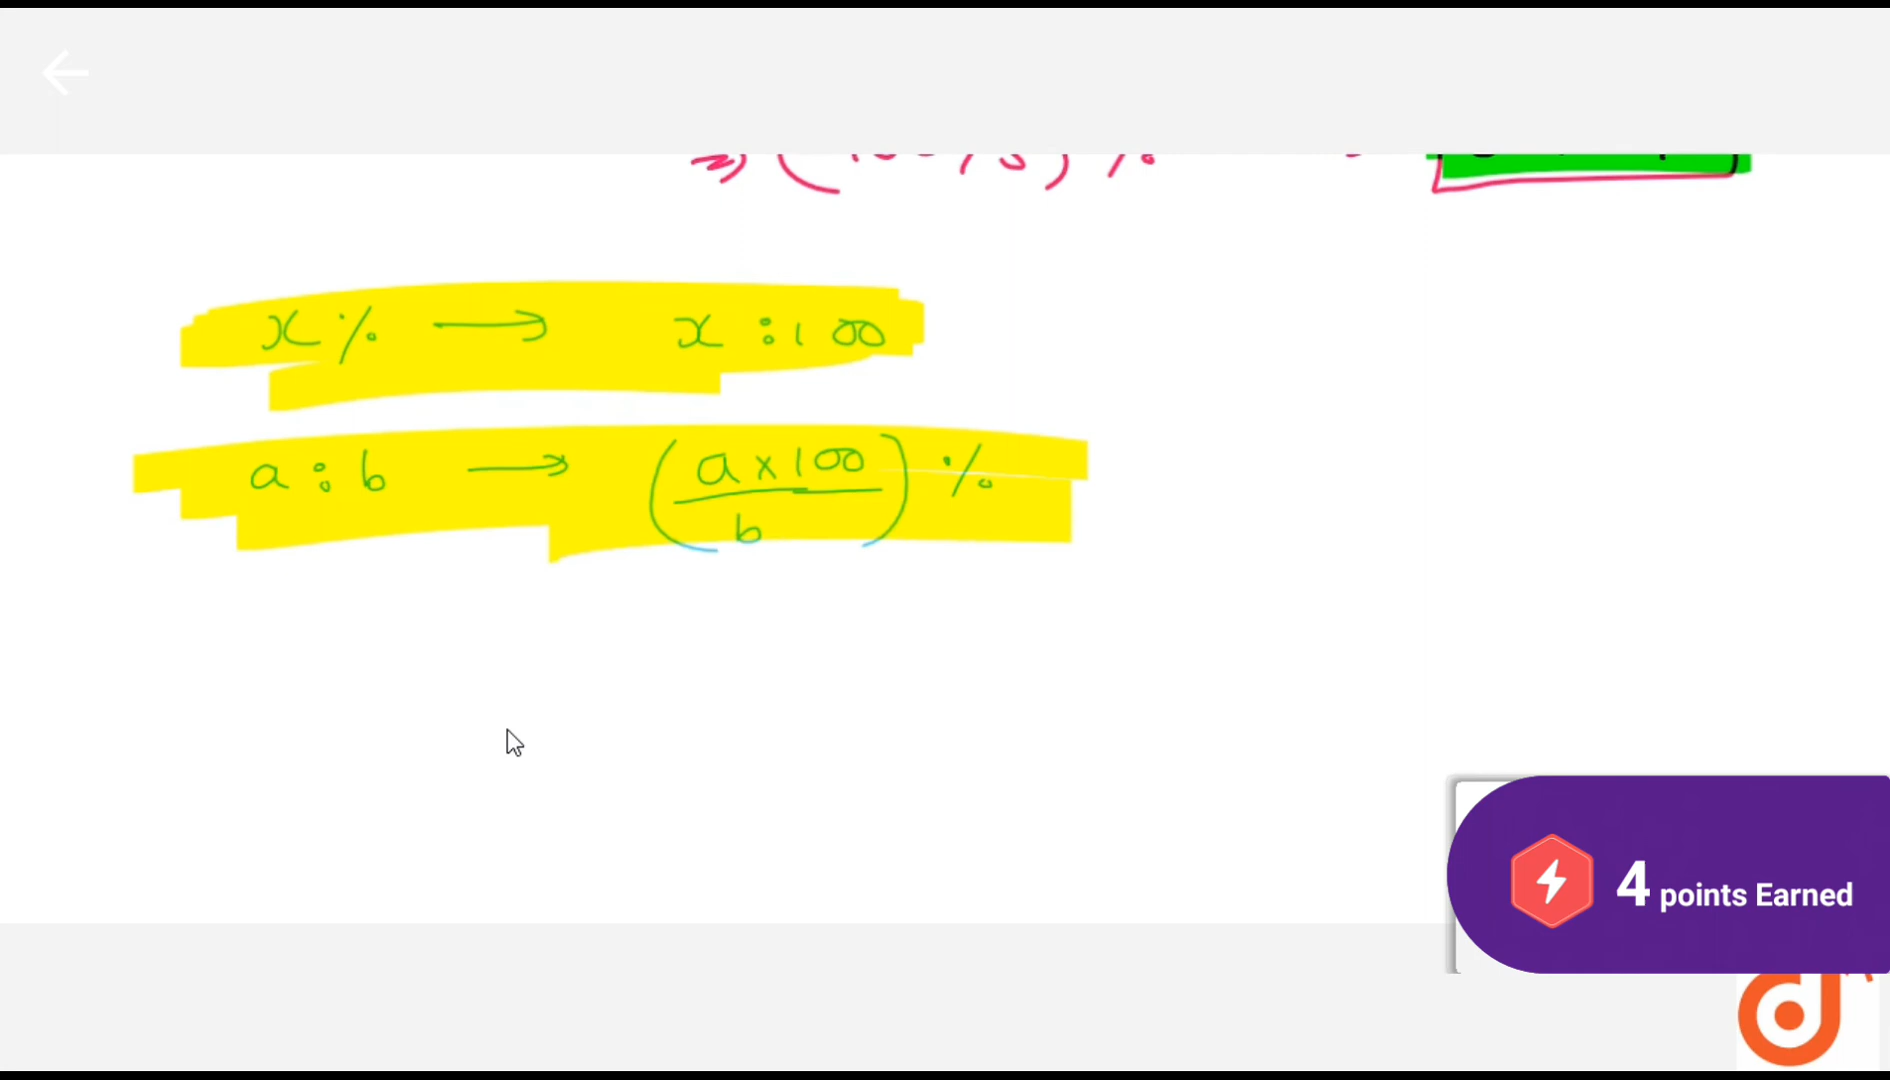 x% → x : 100
a : b → (a × 100 / b) %
4 points Earned